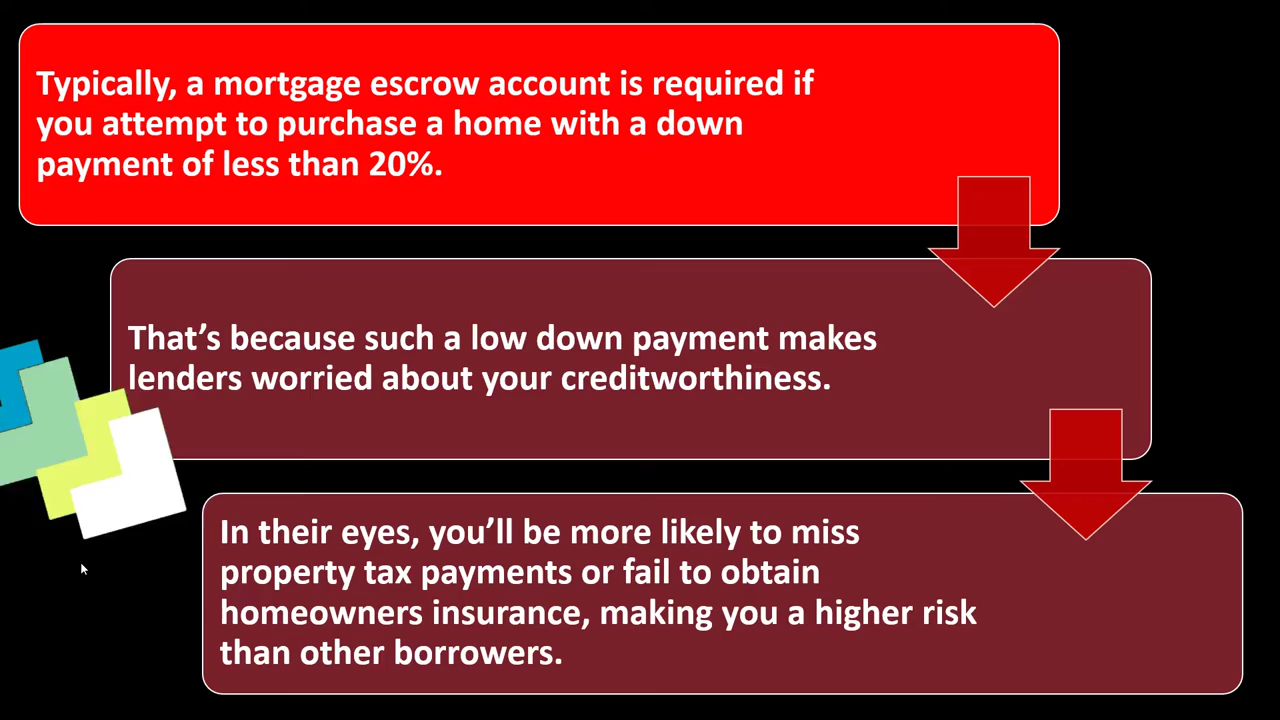 Typically, a mortgage escrow account is required if
you attempt to purchase a home with a down
payment of less than 20%.
That’s because such a low down payment makes
lenders worried about your creditworthiness.
In their eyes, you’ll be more likely to miss
property tax payments or fail to obtain
homeowners insurance, making you a higher risk
than other borrowers.